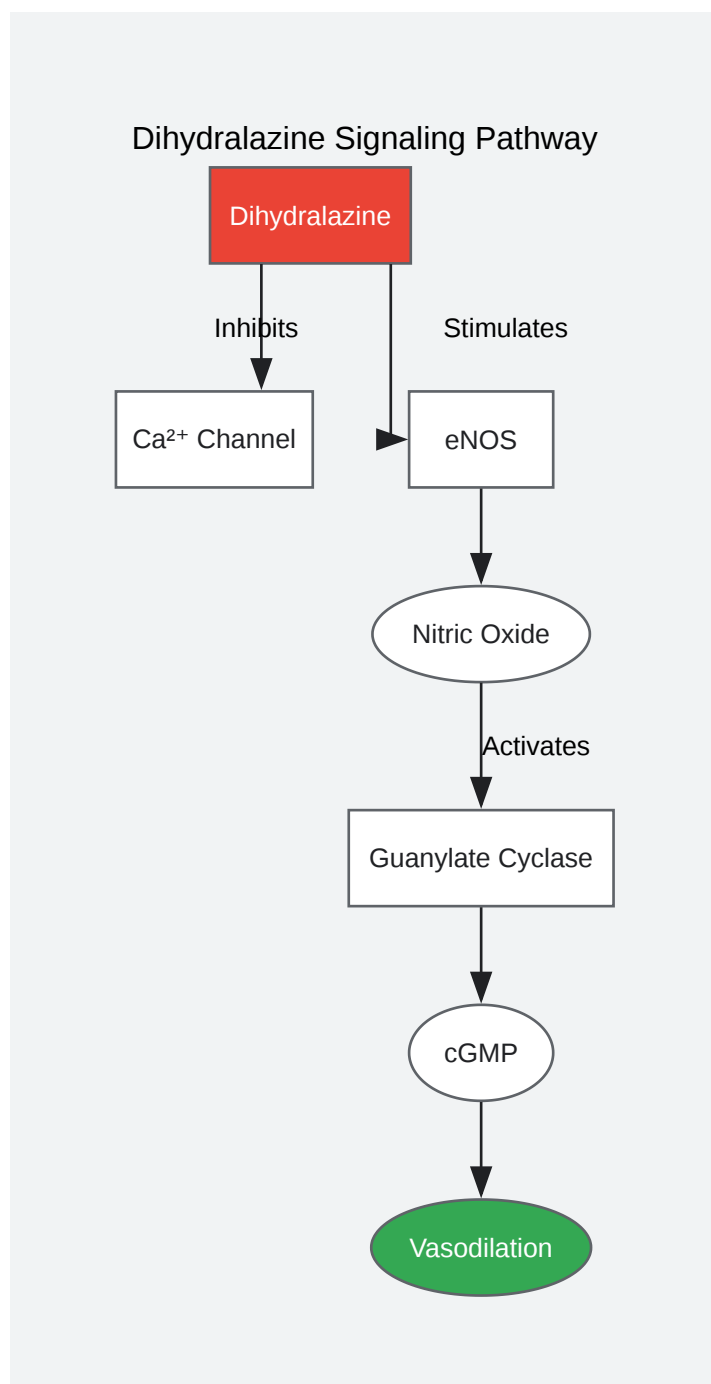 Dihydralazine Signaling Pathway
Dihydralazine
Inhibits
Stimulates
Ca²⁺ Channel
eNOS
Nitric Oxide
Activates
Guanylate Cyclase
cGMP
Vasodilation